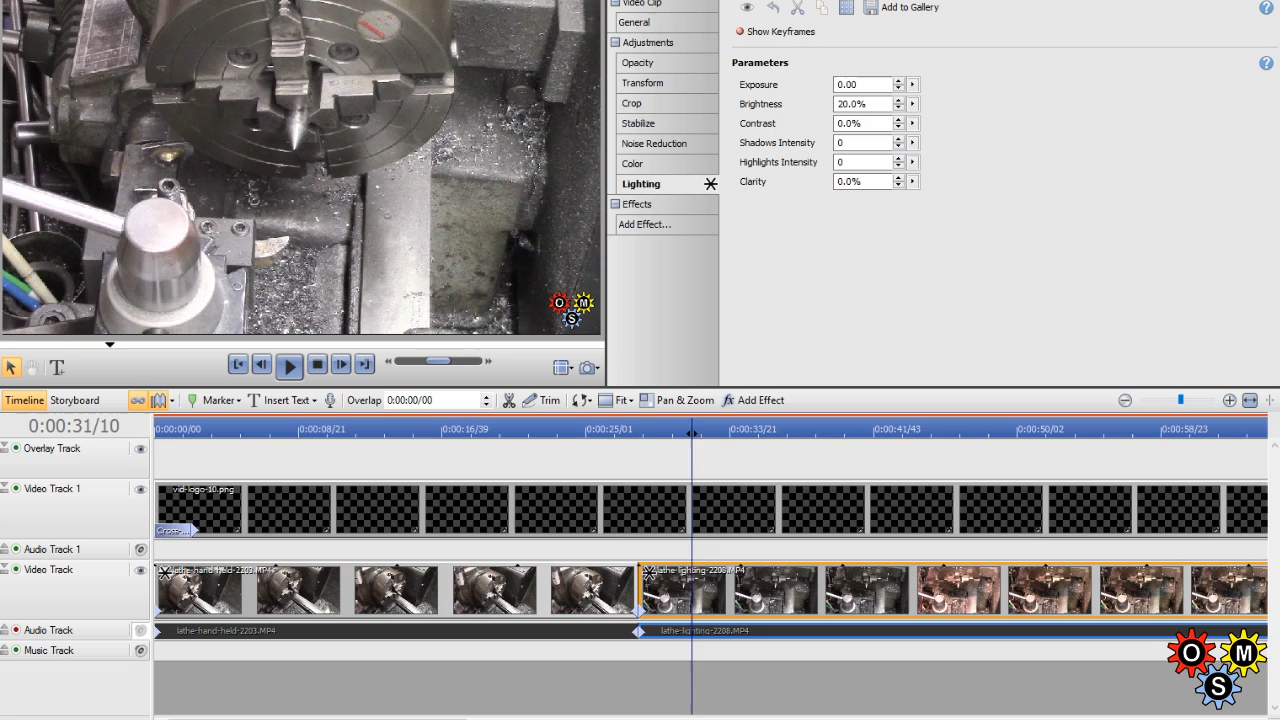 Video Clip
General
Adjustments
Opacity
Transform
Crop
Stabilize
Noise Reduction
Color
Lighting
Effects
Add Effect...
Add to Gallery
Show Keyframes
Parameters
Exposure 0.00
Brightness 20.0%
Contrast 0.0%
Shadows Intensity 0
Highlights Intensity 0
Clarity 0.0%
O M
S
Timeline Storyboard Marker Insert Text Overlap 0:00:00/00 Trim Fit Pan & Zoom fx Add Effect
0:00:31/10 0:00:00/00 0:00:08/21 0:00:16/39 0:00:25/01 0:00:33/21 0:00:41/43 0:00:50/02 0:00:58/23
Overlay Track
Video Track 1 vid-logo-10.png
Cross-...
Audio Track 1
Video Track lathe-hand-held-2203.MP4 lathe-lighting-2208.MP4
Audio Track lathe-hand-held-2203.MP4 lathe-lighting-2208.MP4
Music Track
O M
S